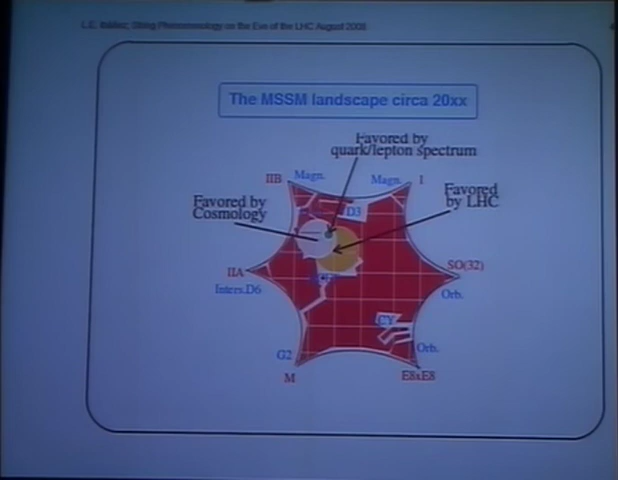 L.E. Ibáñez; String Phenomenology on the Eve of the LHC August 2008
The MSSM landscape circa 20xx
Favored by
quark/lepton spectrum
IIB
Magn.
Magn.
I
Favored by
Cosmology
Favored
by LHC
D3
IIA
Inters.D6
SO(32)
Orb.
CY
G2
M
Orb.
E8xE8